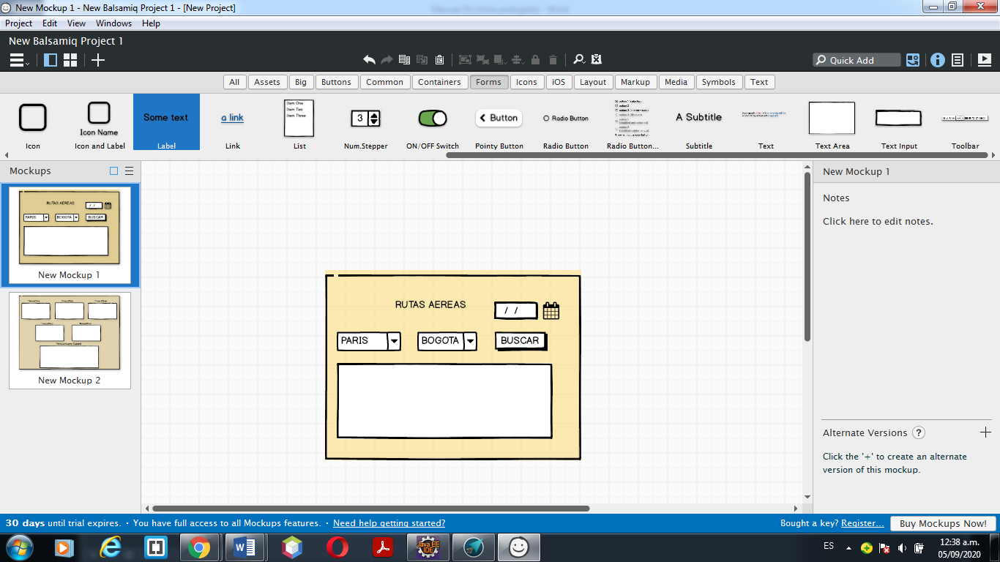 New Mockup 1 - New Balsamiq Project 1 - [New Project]
Project Edit View Windows Help
New Balsamiq Project 1
Quick Add
All Assets Big Buttons Common Containers Forms Icons iOS Layout Markup Media Symbols Text
Icon Name
Some text
a link
Item One
Item Two
Item Three
3
Button
Radio Button
A Subtitle
Icon Icon and Label Label Link List Num.Stepper ON/OFF Switch Pointy Button Radio Button Radio Button... Subtitle Text Text Area Text Input Toolbar
Mockups
RUTAS AEREAS
/ /
PARIS BOGOTA BUSCAR
New Mockup 1
New Mockup 2
RUTAS AEREAS
/ /
PARIS BOGOTA BUSCAR
New Mockup 1
Notes
Click here to edit notes.
Alternate Versions ?
Click the '+' to create an alternate
version of this mockup.
30 days until trial expires. · You have full access to all Mockups features. · Need help getting started?
Bought a key? Register... Buy Mockups Now!
Java EE
IDE
ES
12:38 a.m.
05/09/2020